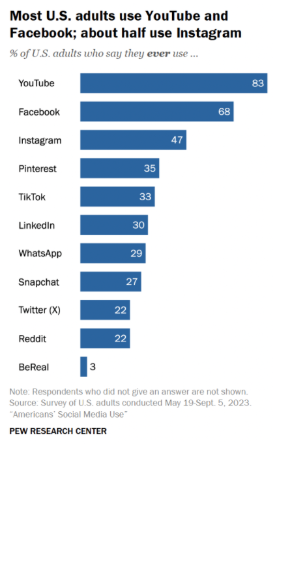 Most U.S. adults use YouTube and
Facebook; about half use Instagram
% of U.S. adults who say they ever use ...
YouTube 83
Facebook 68
Instagram 47
Pinterest 35
TikTok 33
LinkedIn 30
WhatsApp 29
Snapchat 27
Twitter (X) 22
Reddit 22
BeReal 3
Note: Respondents who did not give an answer are not shown.
Source: Survey of U.S. adults conducted May 19-Sept. 5, 2023.
"Americans' Social Media Use"
PEW RESEARCH CENTER